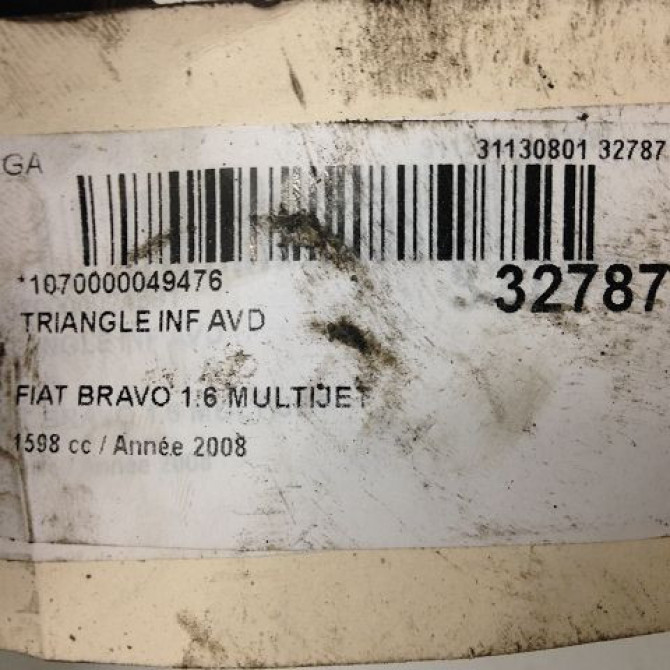 GA
31130801 32787
*1070000049476
32787
TRIANGLE INF AVD
FIAT BRAVO 1.6 MULTIJET
1598 cc / Année 2008